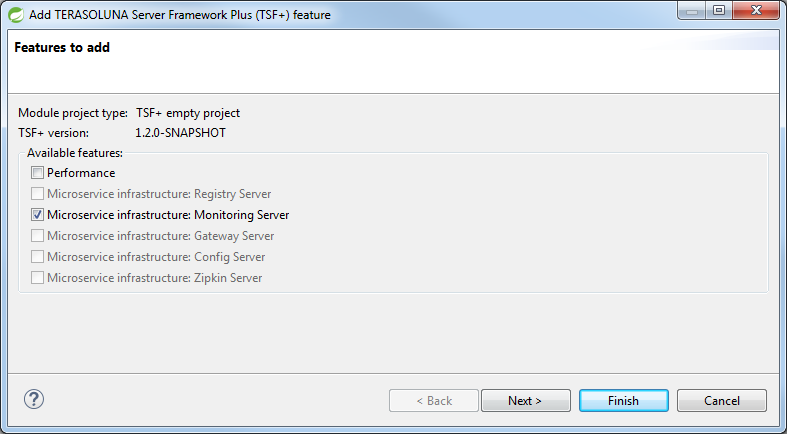 Add TERASOLUNA Server Framework Plus (TSF+) feature
Features to add
Module project type: TSF+ empty project
TSF+ version: 1.2.0-SNAPSHOT
Available features:
Performance
Microservice infrastructure: Registry Server
Microservice infrastructure: Monitoring Server
Microservice infrastructure: Gateway Server
Microservice infrastructure: Config Server
Microservice infrastructure: Zipkin Server
? < Back Next > Finish Cancel